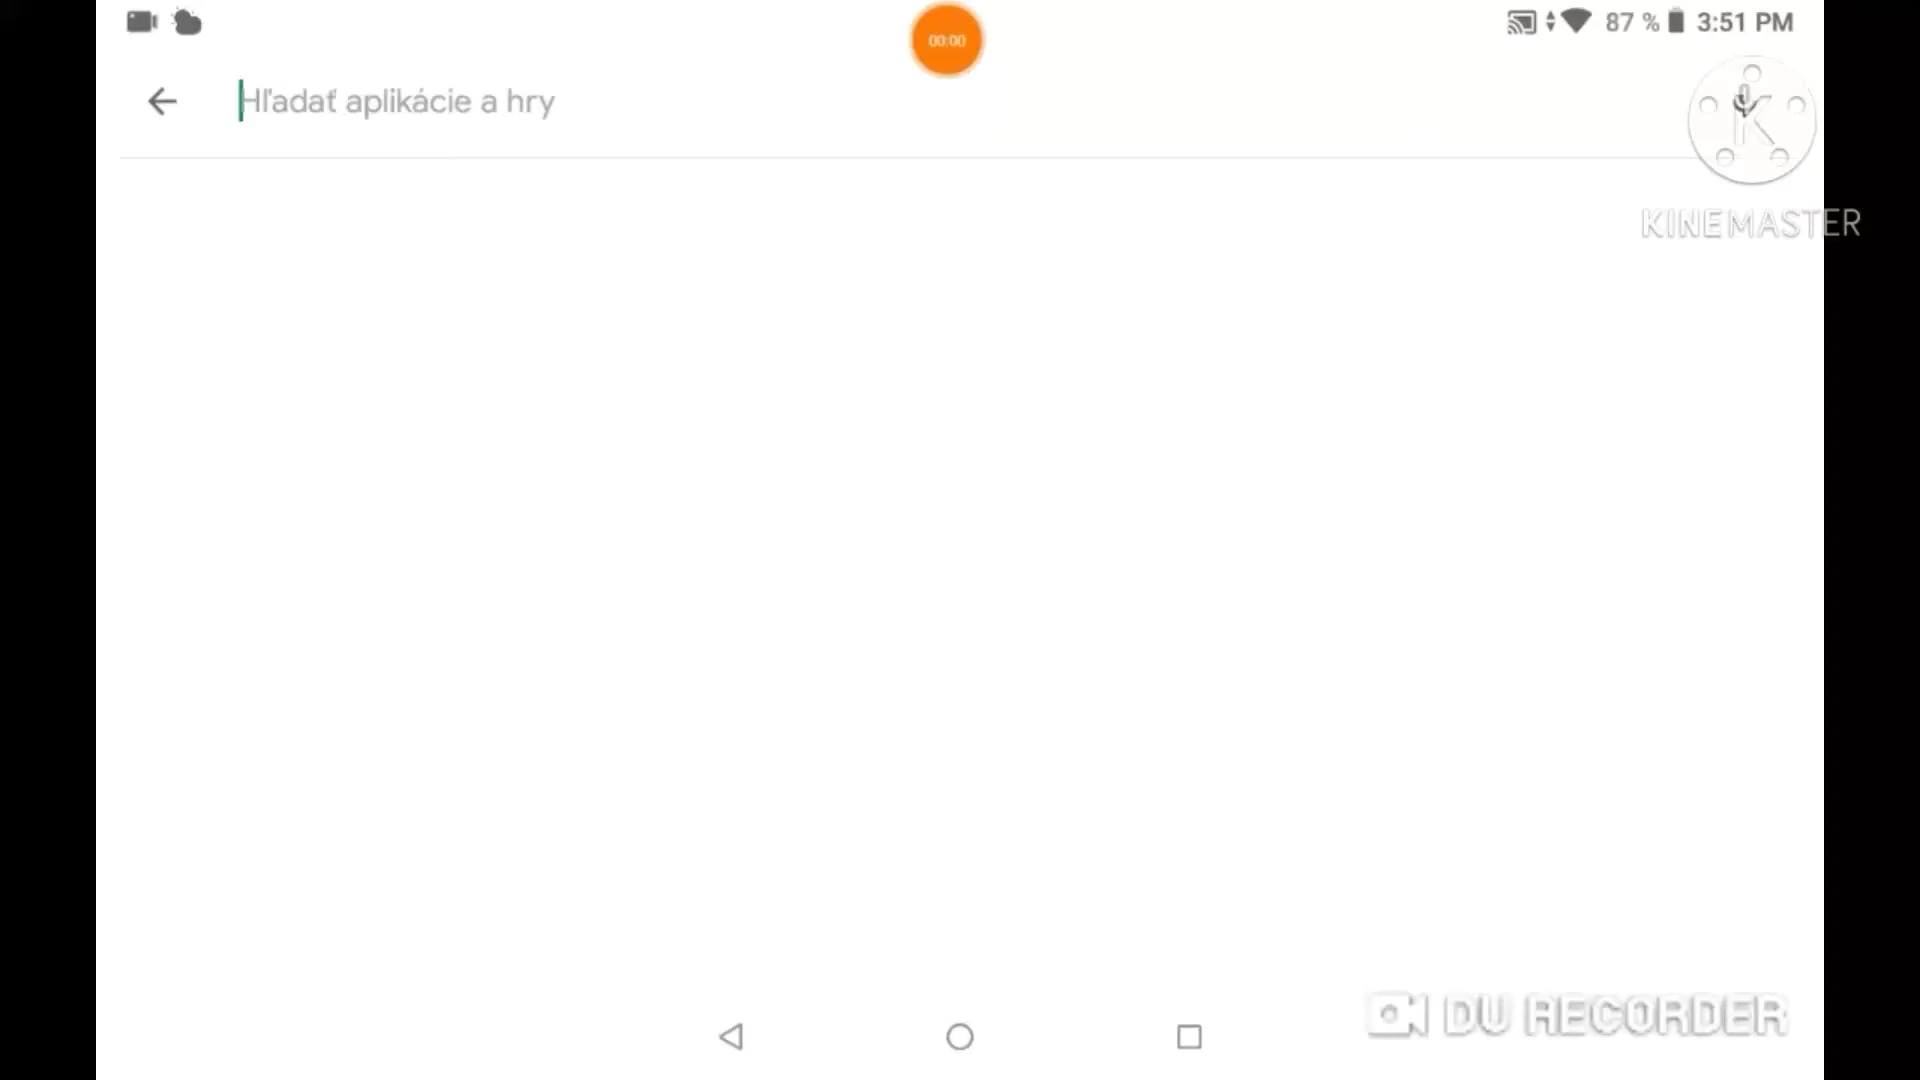 00:00
87 % 3:51 PM
Hľadať aplikácie a hry
K
KINEMASTER
DU RECORDER